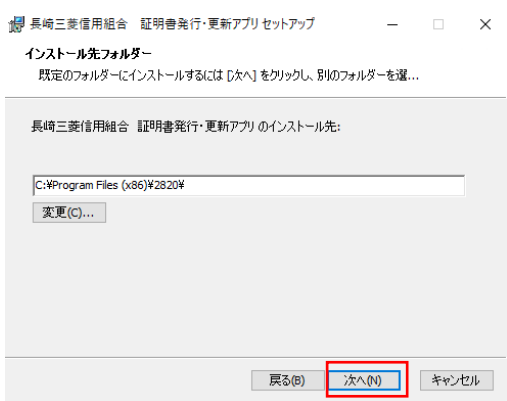 長崎三菱信用組合　証明書発行・更新アプリ セットアップ
インストール先フォルダー
既定のフォルダーにインストールするには [次へ] をクリックし、別のフォルダーを選...
長崎三菱信用組合　証明書発行・更新アプリ のインストール先:
C:¥Program Files (x86)¥2820¥
変更(C)...
戻る(B) 次へ(N) キャンセル